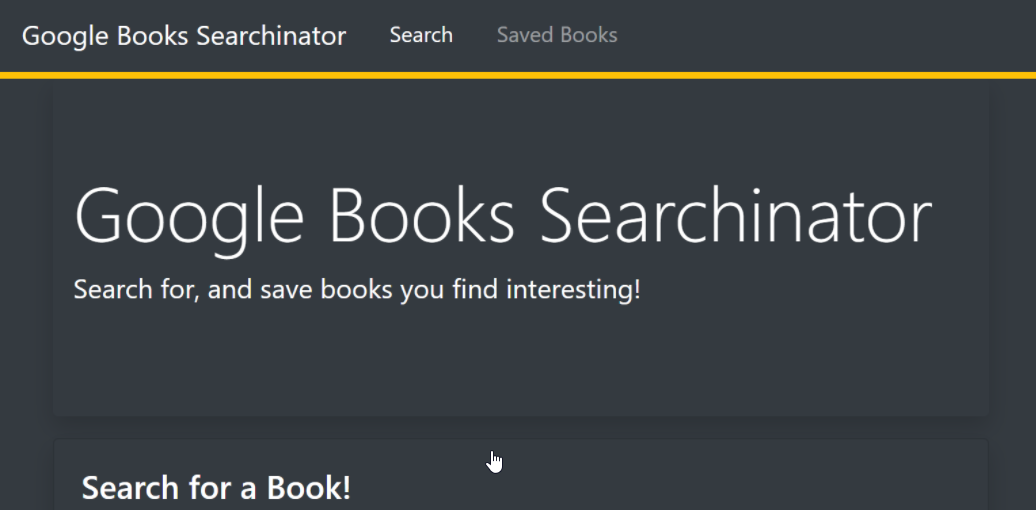 Google Books Searchinator Search Saved Books
Google Books Searchinator
Search for, and save books you find interesting!
Search for a Book!